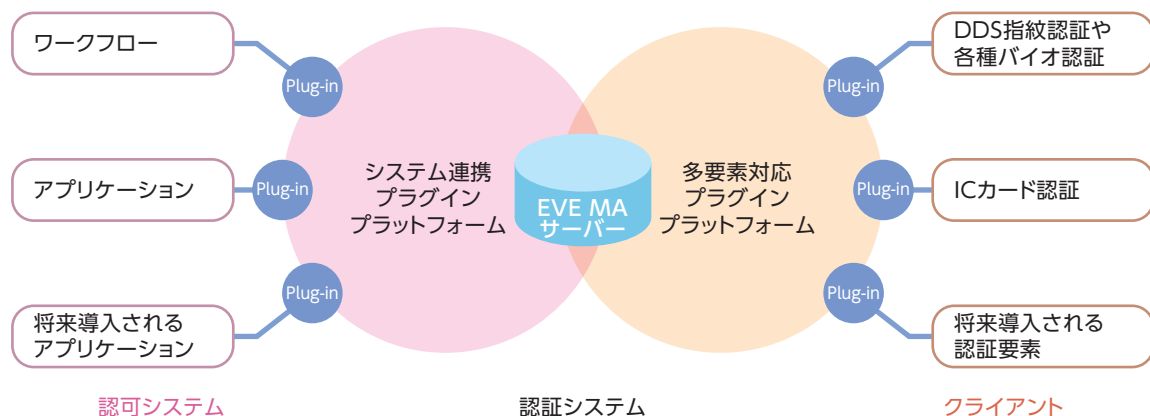 ワークフロー
Plug-in
アプリケーション
Plug-in
将来導入される
アプリケーション
Plug-in
システム連携
プラグイン
プラットフォーム
EVE MA
サーバー
多要素対応
プラグイン
プラットフォーム
Plug-in
DDS指紋認証や
各種バイオ認証
Plug-in
ICカード認証
Plug-in
将来導入される
認証要素
認可システム
認証システム
クライアント